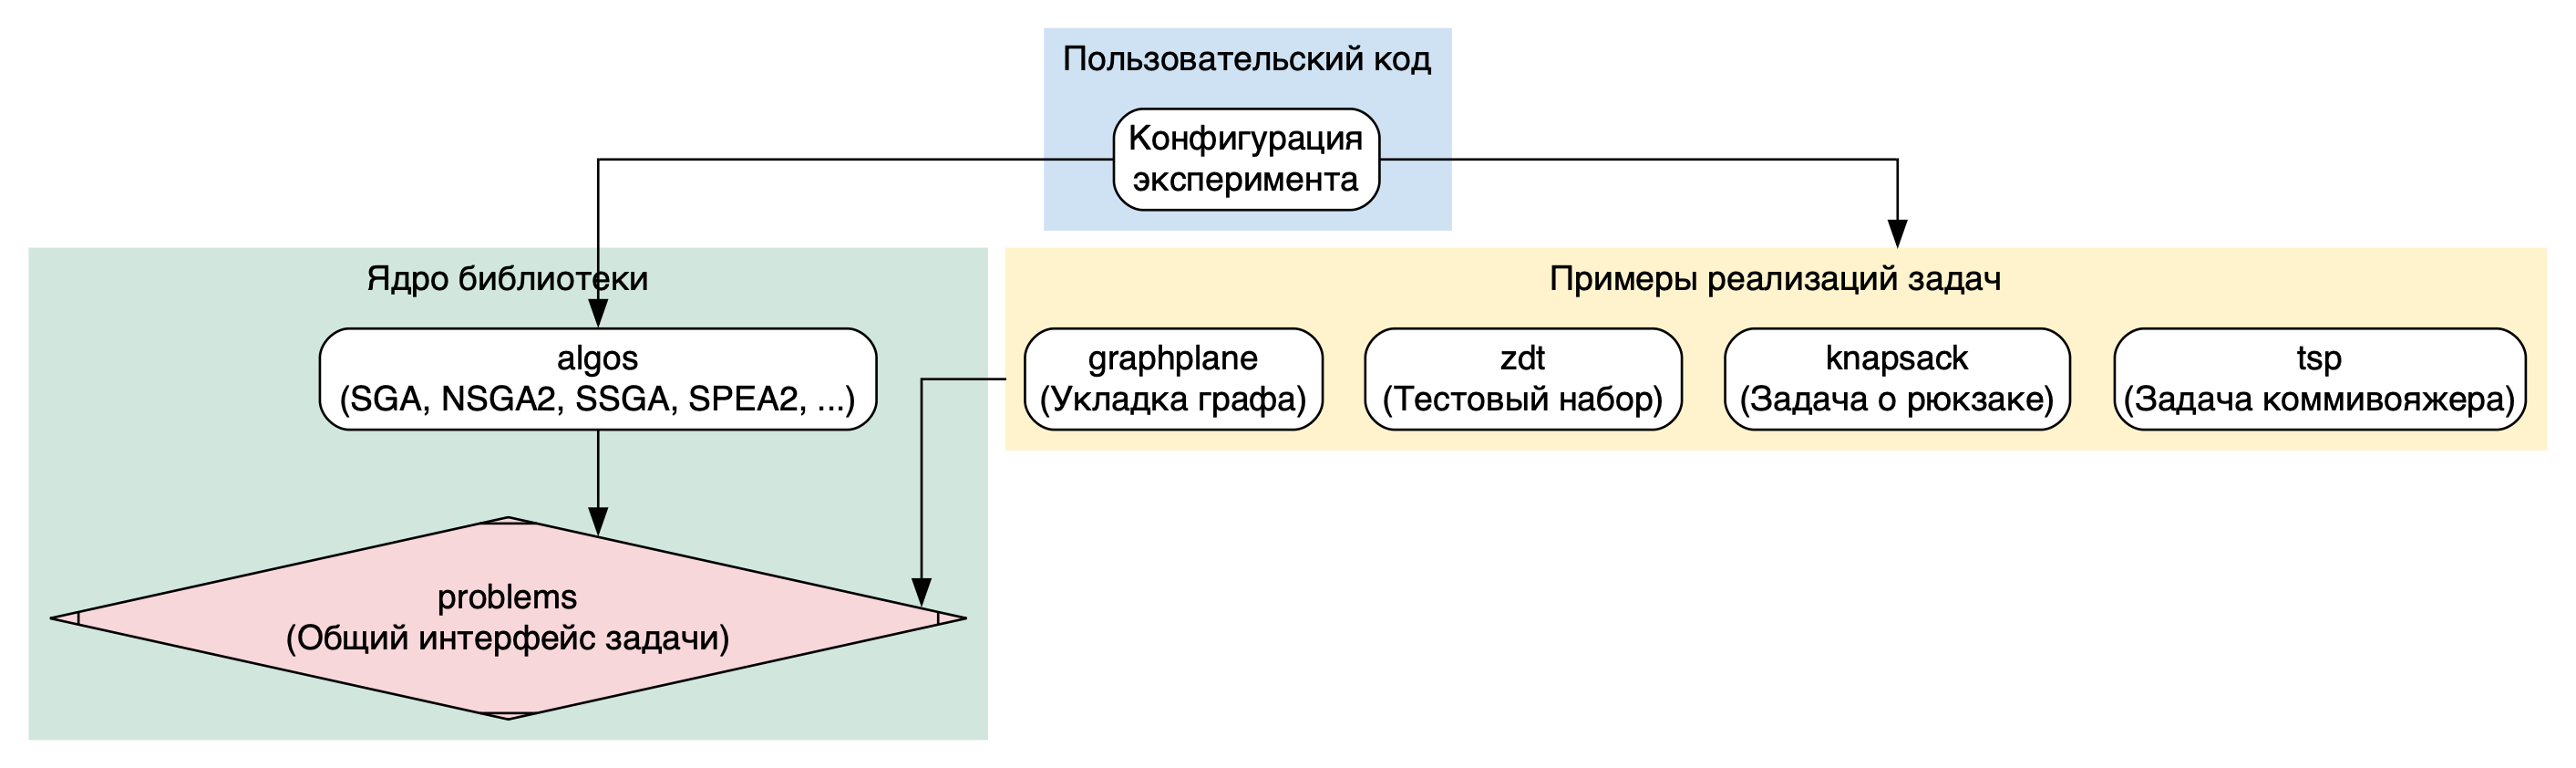 Пользовательский код
Конфигурация
эксперимента
Ядро библиотеки
algos
(SGA, NSGA2, SSGA, SPEA2, ...)
problems
(Общий интерфейс задачи)
Примеры реализаций задач
graphplane
(Укладка графа)
zdt
(Тестовый набор)
knapsack
(Задача о рюкзаке)
tsp
(Задача коммивояжера)